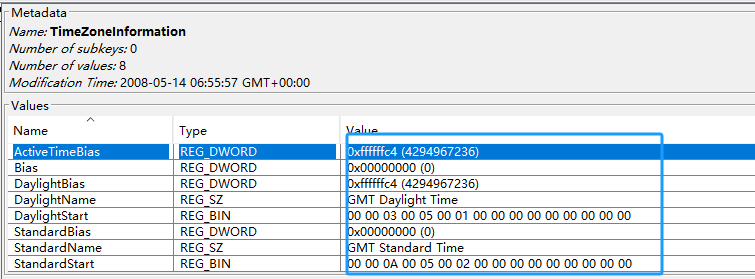 Metadata
Name: TimeZoneInformation
Number of subkeys: 0
Number of values: 8
Modification Time: 2008-05-14 06:55:57 GMT+00:00
Values
Name Type Value
ActiveTimeBias REG_DWORD 0xffffffc4 (4294967236)
Bias REG_DWORD 0x00000000 (0)
DaylightBias REG_DWORD 0xffffffc4 (4294967236)
DaylightName REG_SZ GMT Daylight Time
DaylightStart REG_BIN 00 00 03 00 05 00 01 00 00 00 00 00 00 00 00 00
StandardBias REG_DWORD 0x00000000 (0)
StandardName REG_SZ GMT Standard Time
StandardStart REG_BIN 00 00 0A 00 05 00 02 00 00 00 00 00 00 00 00 00